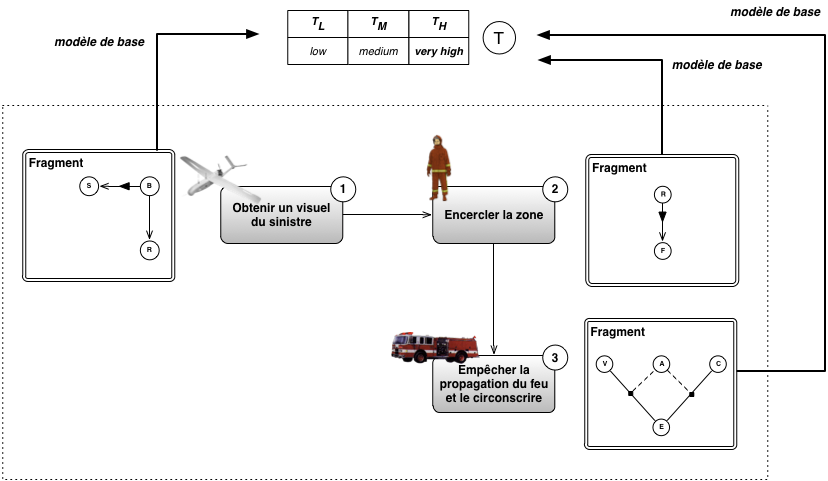 modèle de base
T_L T_M T_H
low medium very high
T
modèle de base
modèle de base
Fragment
S B
R
1
Obtenir un visuel
du sinistre
2
Encercler la zone
Fragment
R
F
3
Empêcher la
propagation du feu
et le circonscrire
Fragment
V A C
E